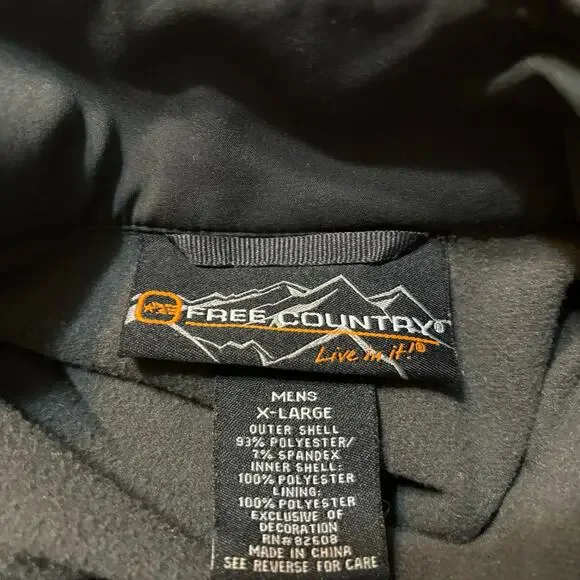 FREE COUNTRY®
Live in it!®
MENS
X-LARGE
OUTER SHELL
93% POLYESTER/
7% SPANDEX
INNER SHELL:
100% POLYESTER
LINING:
100% POLYESTER
EXCLUSIVE OF
DECORATION
RN#82608
MADE IN CHINA
SEE REVERSE FOR CARE